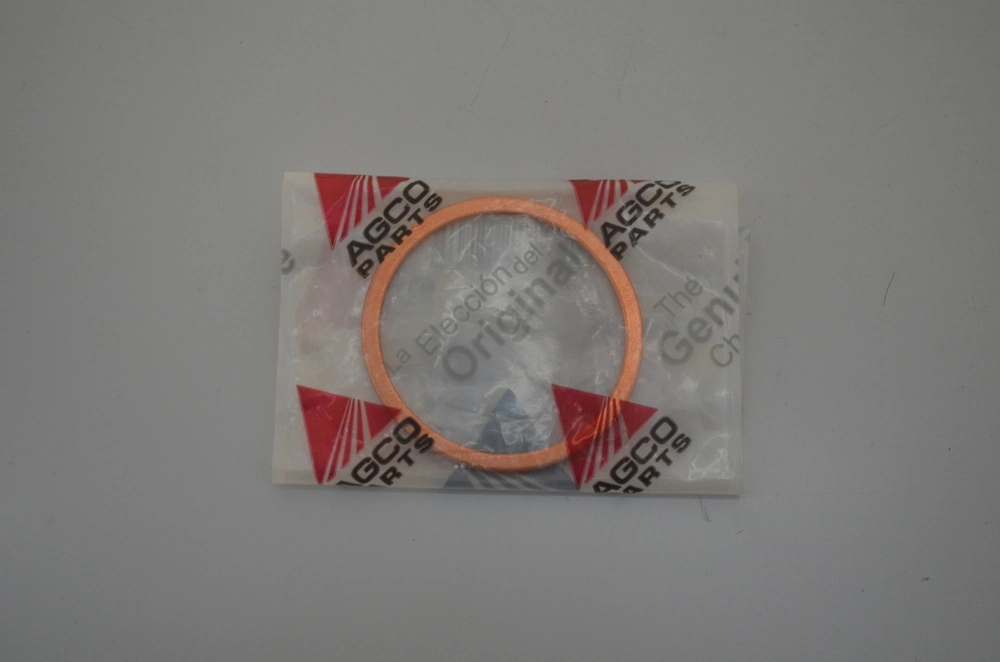 AGCO
PARTS
AGCO
PARTS
La Elección del
Original
The
Genu
Ch
AGCO
PARTS
AGCO
PARTS